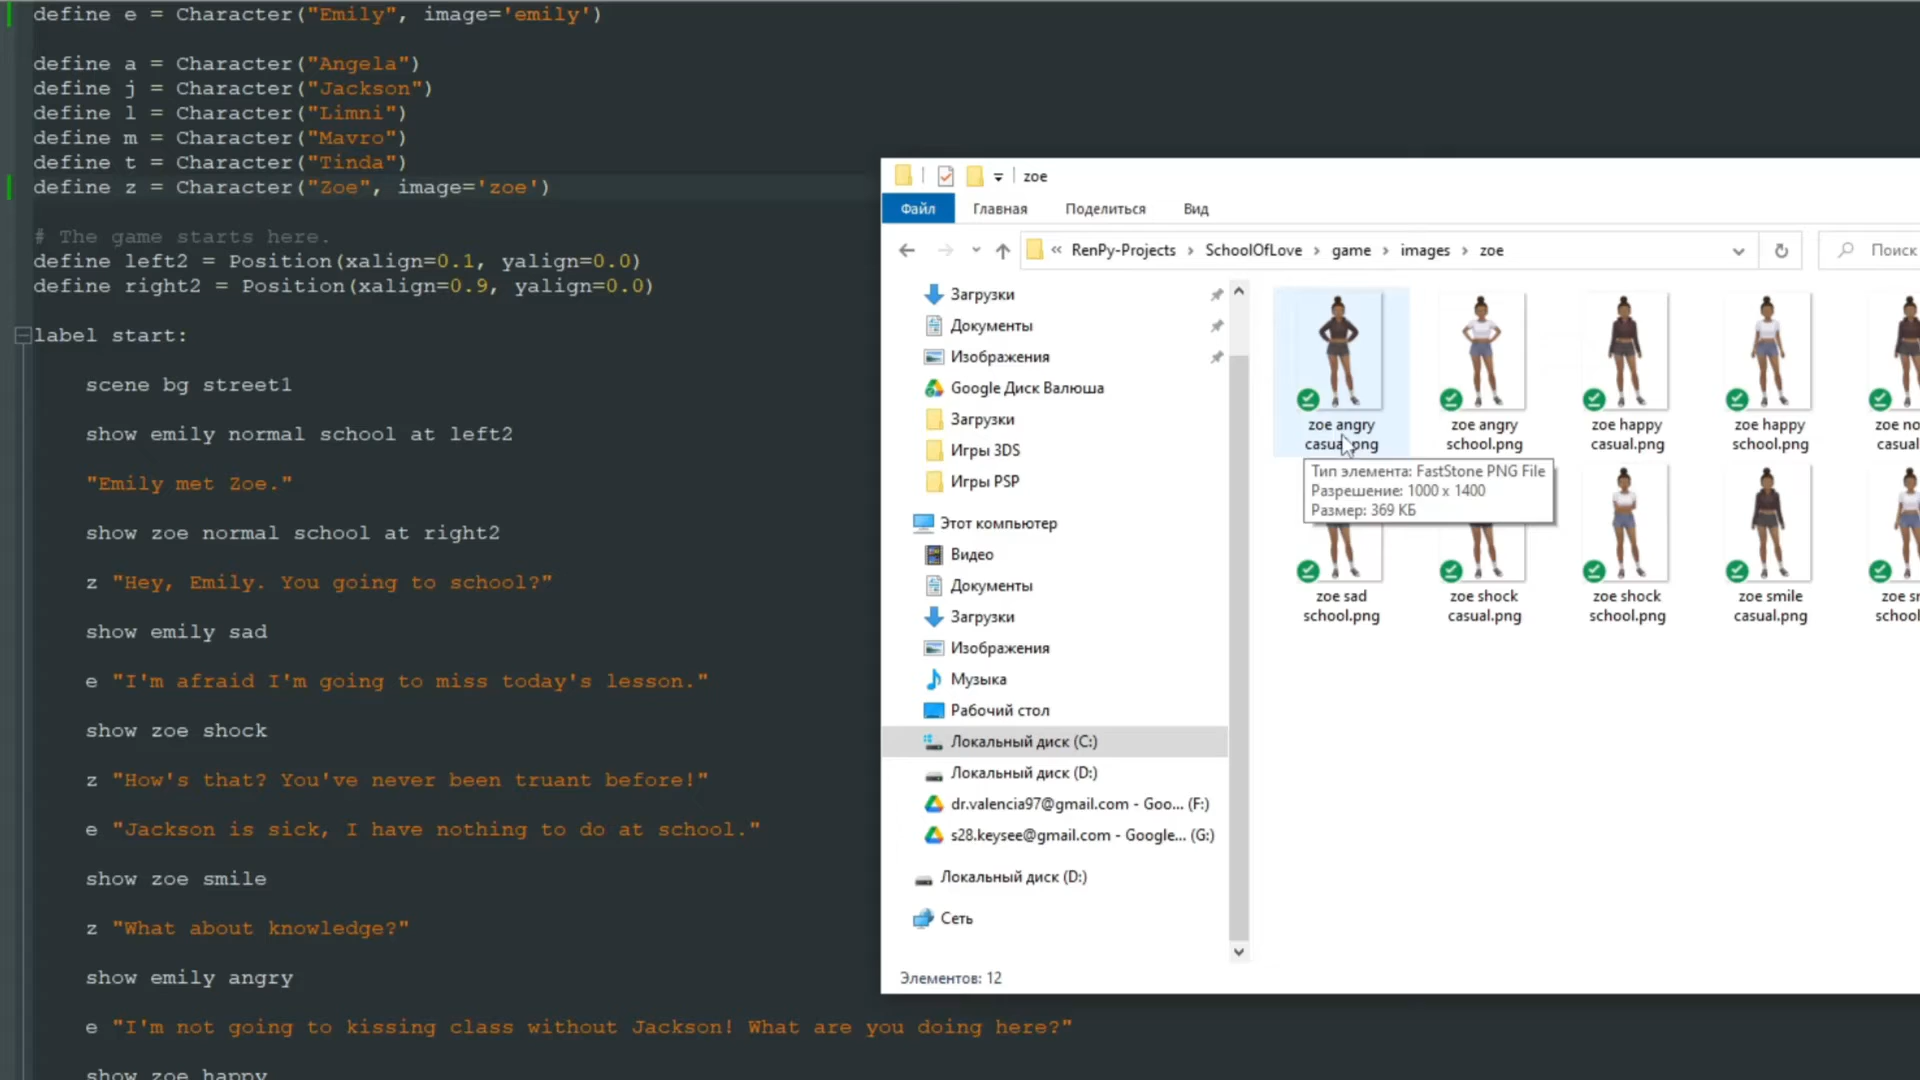 define e = Character("Emily", image='emily')
define a = Character("Angela")
define j = Character("Jackson")
define l = Character("Limni")
define m = Character("Mavro")
define t = Character("Tinda")
define z = Character("Zoe", image='zoe')
# The game starts here.
define left2 = Position(xalign=0.1, yalign=0.0)
define right2 = Position(xalign=0.9, yalign=0.0)
label start:
scene bg street1
show emily normal school at left2
"Emily met Zoe."
show zoe normal school at right2
z "Hey, Emily. You going to school?"
show emily sad
e "I'm afraid I'm going to miss today's lesson."
show zoe shock
z "How's that? You've never been truant before!"
e "Jackson is sick, I have nothing to do at school."
show zoe smile
z "What about knowledge?"
show emily angry
e "I'm not going to kissing class without Jackson! What are you doing here?"
show zoe happy
zoe
Файл Главная Поделиться Вид
« RenPy-Projects › SchoolOfLove › game › images › zoe
Поиск
Загрузки
Документы
Изображения
Google Диск Валюша
Загрузки
Игры 3DS
Игры PSP
Этот компьютер
Видео
Документы
Загрузки
Изображения
Музыка
Рабочий стол
Локальный диск (C:)
Локальный диск (D:)
dr.valencia97@gmail.com - Goo... (F:)
s28.keysee@gmail.com - Google... (G:)
Локальный диск (D:)
Сеть
Элементов: 12
zoe angry
casual.png
zoe angry
school.png
zoe happy
casual.png
zoe happy
school.png
zoe no
casual
Тип элемента: FastStone PNG File
Разрешение: 1000 x 1400
Размер: 369 КБ
zoe sad
school.png
zoe shock
casual.png
zoe shock
school.png
zoe smile
casual.png
zoe sm
school